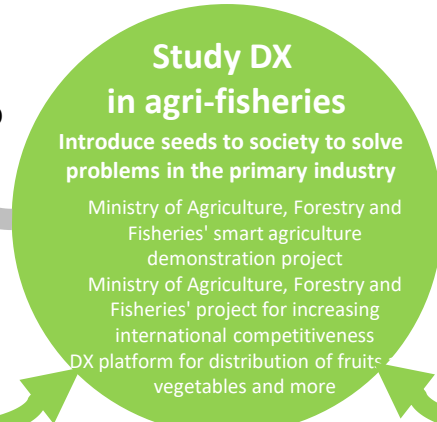 Study DX
in agri-fisheries
Introduce seeds to society to solve
problems in the primary industry
Ministry of Agriculture, Forestry and
Fisheries' smart agriculture
demonstration project
Ministry of Agriculture, Forestry and
Fisheries' project for increasing
international competitiveness
DX platform for distribution of fruits
vegetables and more